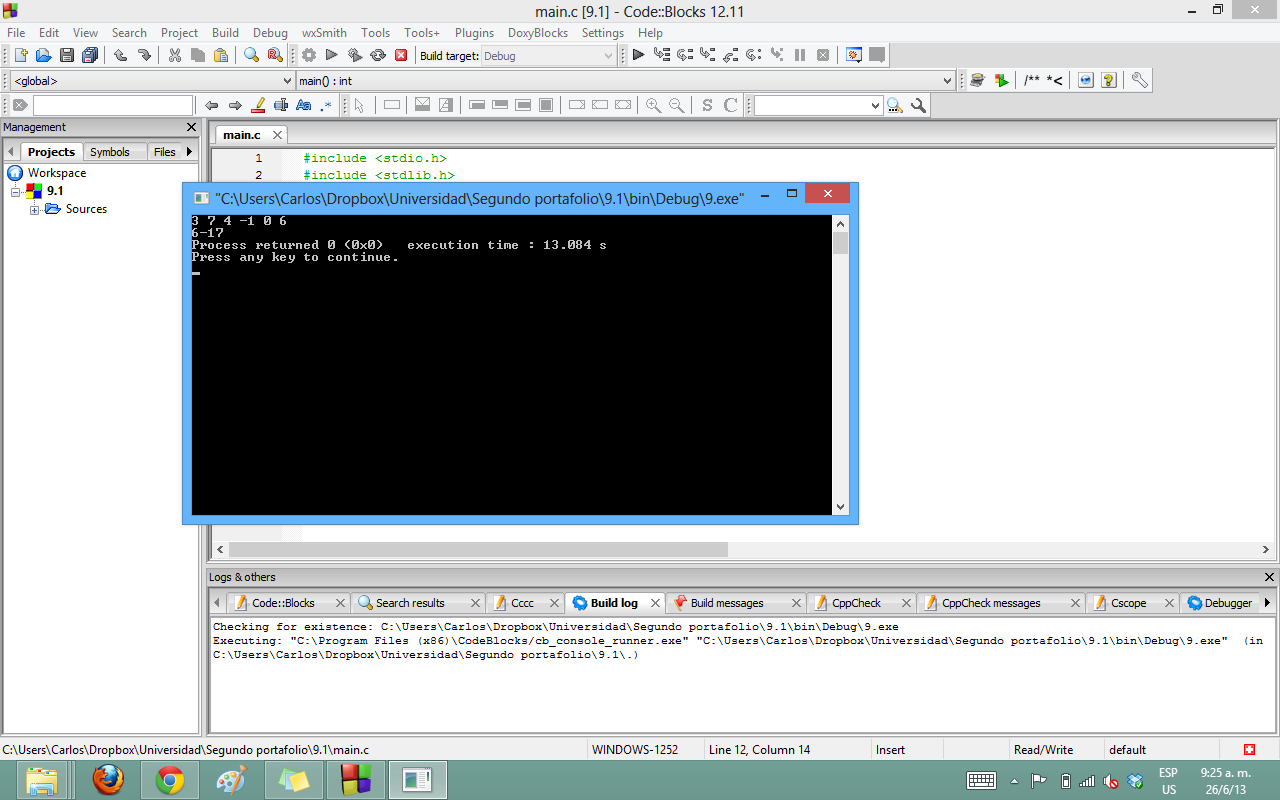 main.c [9.1] - Code::Blocks 12.11
File Edit View Search Project Build Debug wxSmith Tools Tools+ Plugins DoxyBlocks Settings Help
Build target: Debug
<global> main() : int
/** *<
Aa .*
S C
Management
main.c
Projects Symbols Files
1 #include <stdio.h>
Workspace
2 #include <stdlib.h>
9.1
Sources
"C:\Users\Carlos\Dropbox\Universidad\Segundo portafolio\9.1\bin\Debug\9.exe"
3 7 4 -1 0 6
6-17
Process returned 0 (0x0)   execution time : 13.084 s
Press any key to continue.
Logs & others
Code::Blocks Search results Cccc Build log Build messages CppCheck CppCheck messages Cscope Debugger
Checking for existence: C:\Users\Carlos\Dropbox\Universidad\Segundo portafolio\9.1\bin\Debug\9.exe
Executing: "C:\Program Files (x86)\CodeBlocks/cb_console_runner.exe" "C:\Users\Carlos\Dropbox\Universidad\Segundo portafolio\9.1\bin\Debug\9.exe"  (in
C:\Users\Carlos\Dropbox\Universidad\Segundo portafolio\9.1\.)
C:\Users\Carlos\Dropbox\Universidad\Segundo portafolio\9.1\main.c WINDOWS-1252 Line 12, Column 14 Insert Read/Write default
ESP 9:25 a. m.
US 26/6/13